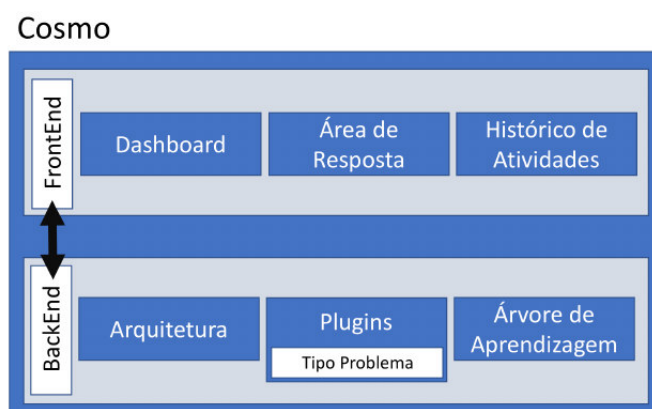 Cosmo
FrontEnd
Dashboard
Área de
Resposta
Histórico de
Atividades
BackEnd
Arquitetura
Plugins
Tipo Problema
Árvore de
Aprendizagem